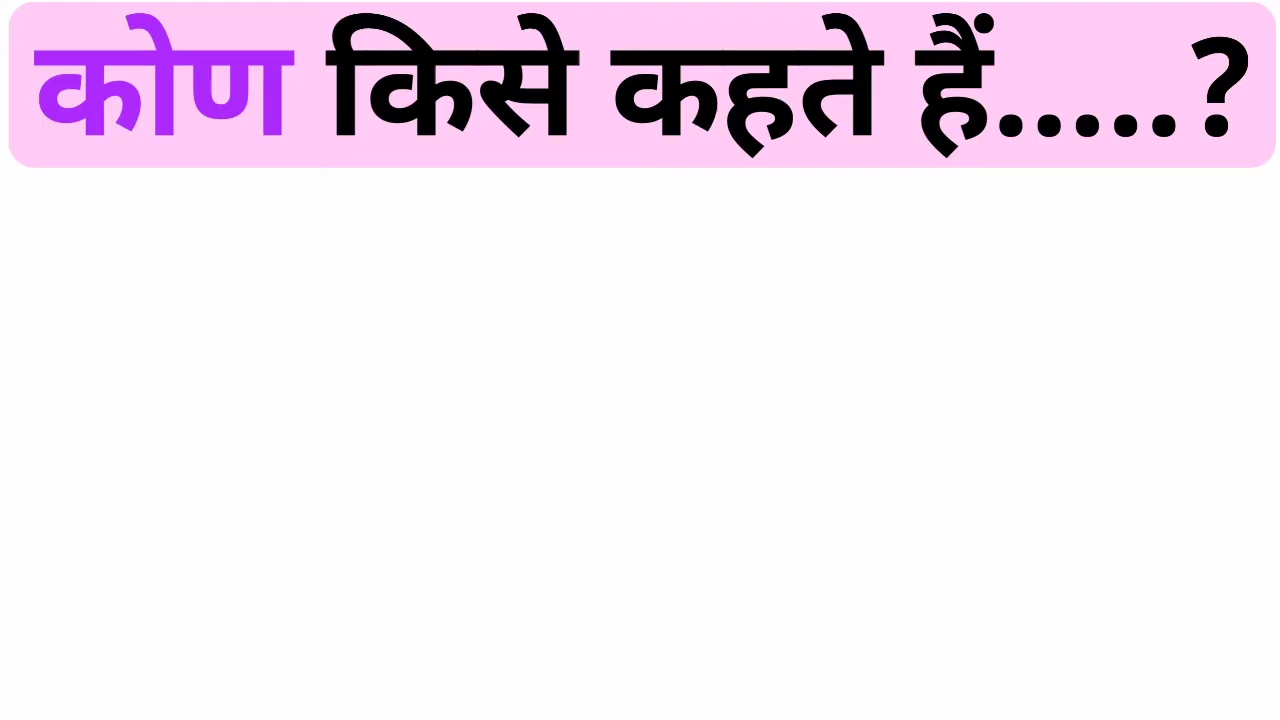 कोण किसे कहते हैं.....?